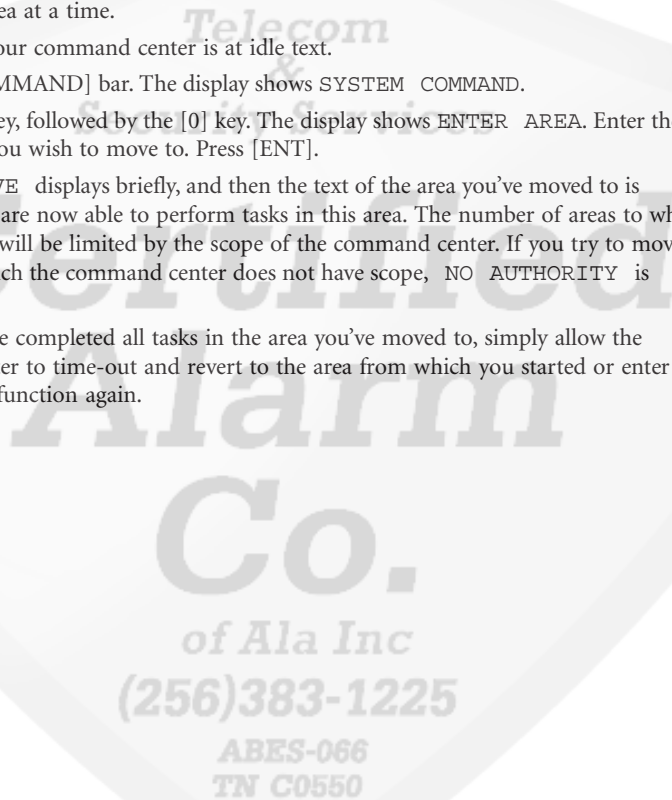 ea at a time.
our command center is at idle text.
MMAND] bar. The display shows SYSTEM COMMAND.
ey, followed by the [0] key. The display shows ENTER AREA. Enter th
ou wish to move to. Press [ENT].
VE displays briefly, and then the text of the area you've moved to is
are now able to perform tasks in this area. The number of areas to wh
will be limited by the scope of the command center. If you try to mov
ch the command center does not have scope, NO AUTHORITY is
e completed all tasks in the area you've moved to, simply allow the
er to time-out and revert to the area from which you started or enter
function again.
Telecom
&
Security Services
Certified
Alarm
Co.
of Ala Inc
(256)383-1225
ABES-066
TN C0550